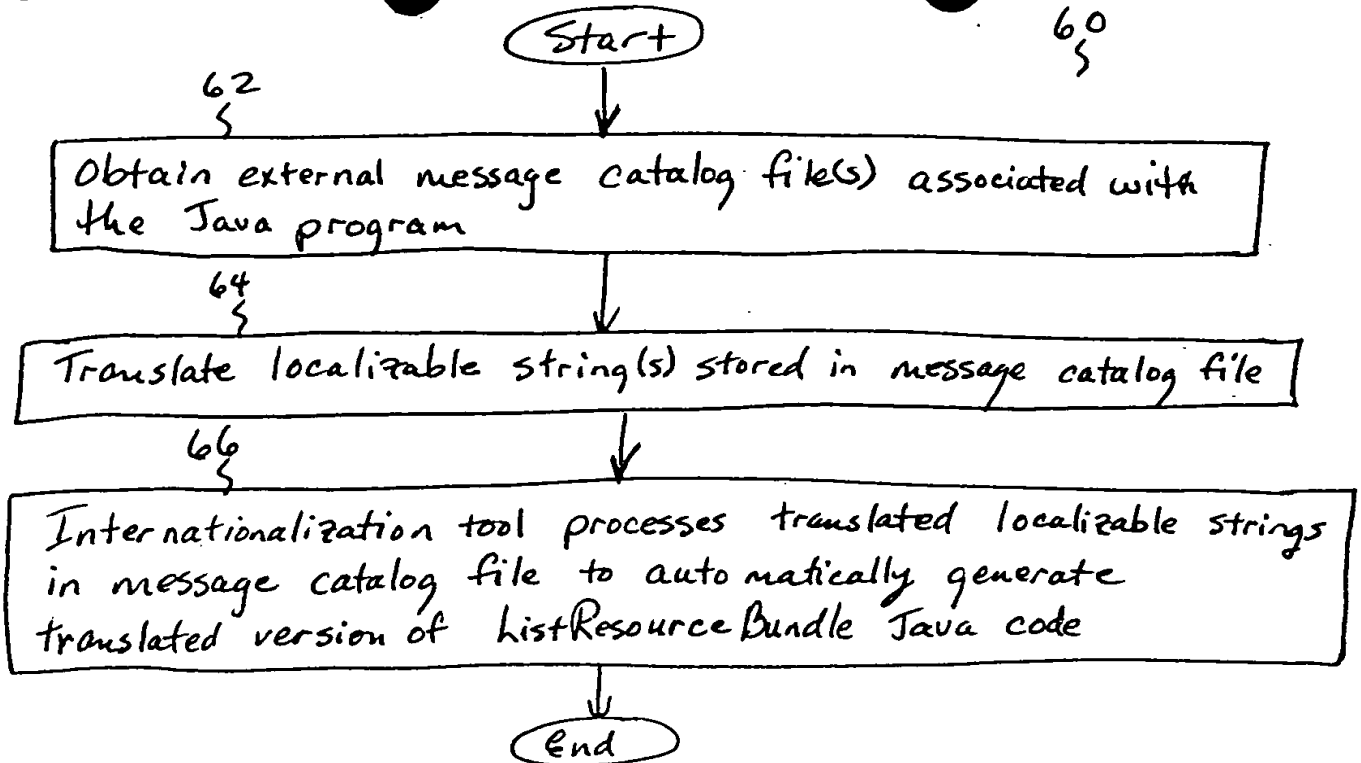 Start
60
62
Obtain external message catalog file(s) associated with
the Java program
64
Translate localizable string(s) stored in message catalog file
66
Internationalization tool processes translated localizable strings
in message catalog file to automatically generate
translated version of ListResourceBundle Java code
End